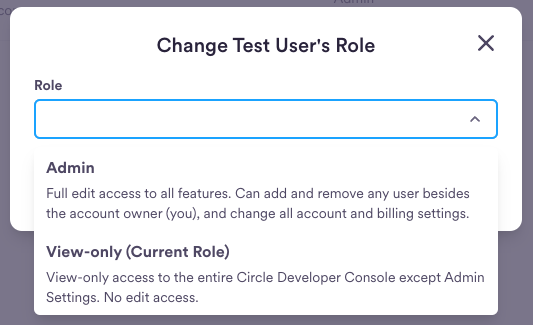 Admin
Change Test User's Role
Role
Admin
Full edit access to all features. Can add and remove any user besides
the account owner (you), and change all account and billing settings.
View-only (Current Role)
View-only access to the entire Circle Developer Console except Admin
Settings. No edit access.